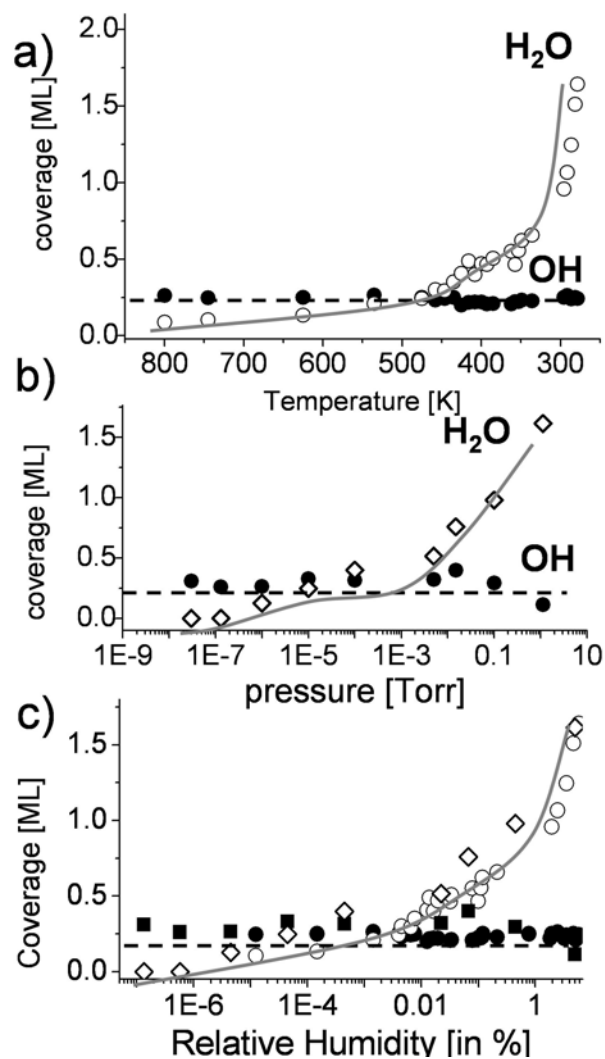 a)
H₂O
2.0
1.5
1.0
0.5
0.0
coverage [ML]
OH
800 700 600 500 400 300
Temperature [K]
b)
H₂O
1.5
1.0
0.5
0.0
coverage [ML]
OH
1E-9 1E-7 1E-5 1E-3 0.1 10
pressure [Torr]
c)
1.5
1.0
0.5
0.0
Coverage [ML]
1E-6 1E-4 0.01 1
Relative Humidity [in %]